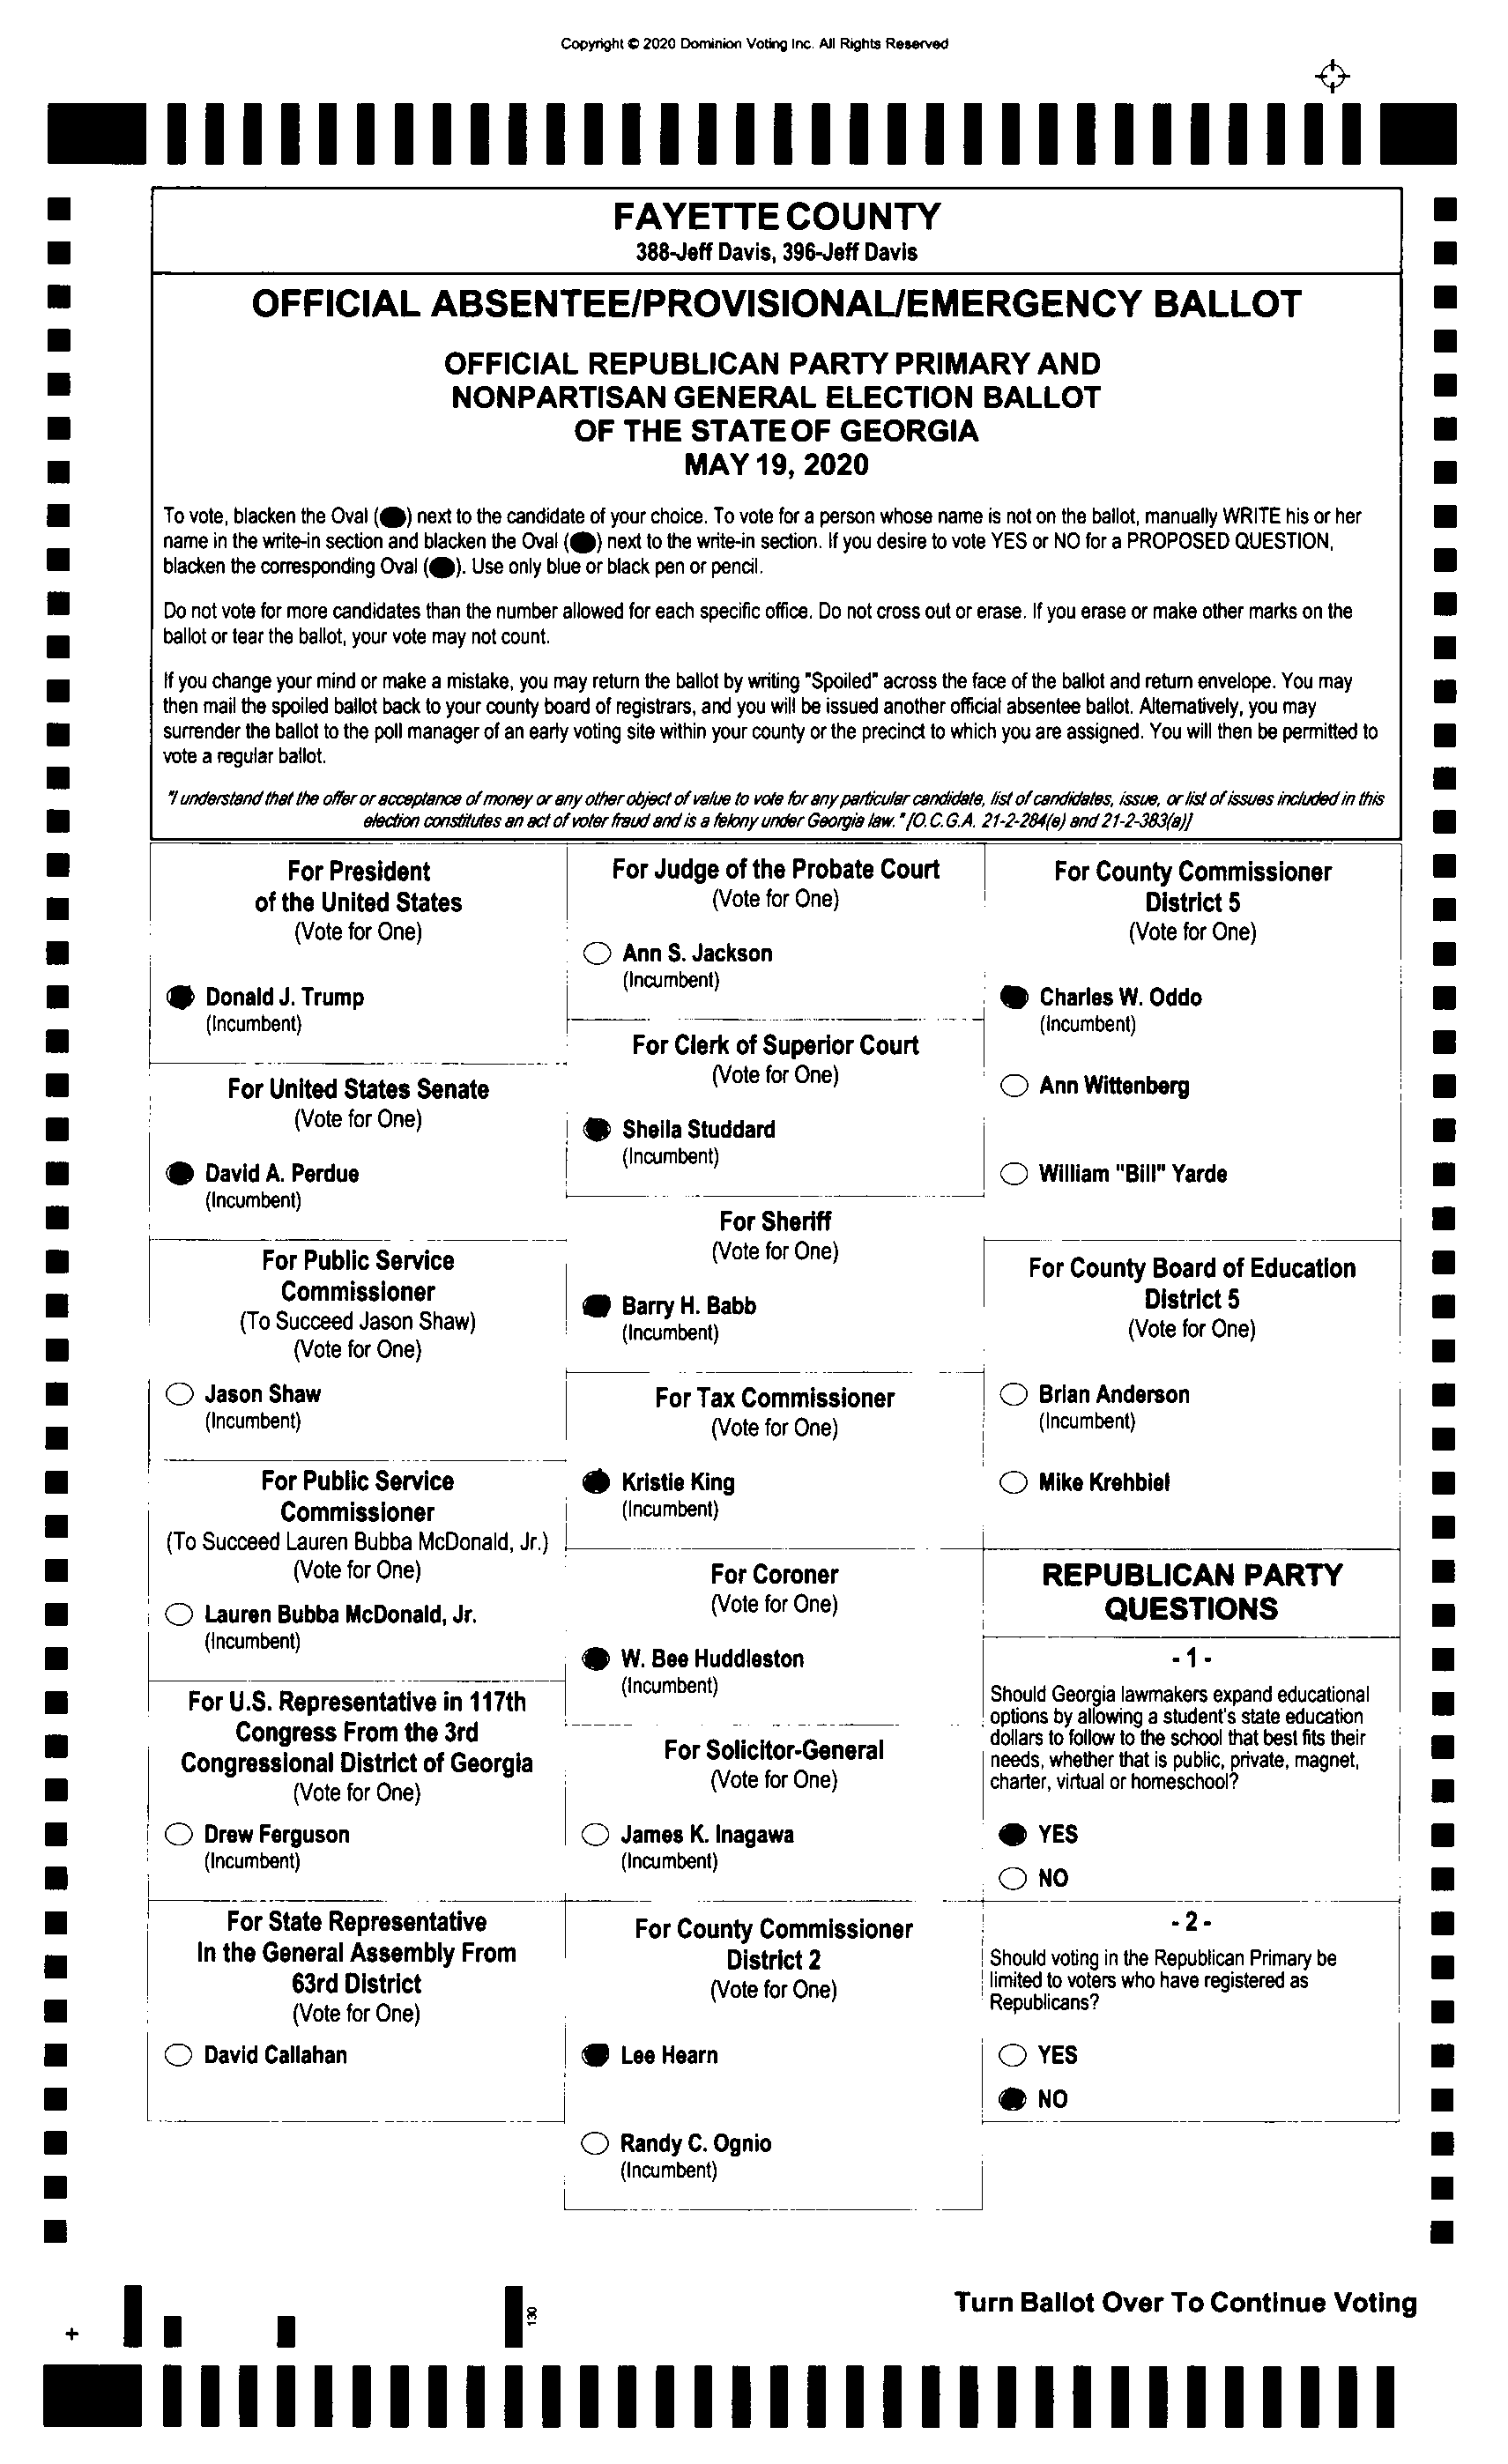 Copyright © 2020 Dominion Voting Inc. All Rights Reserved
FAYETTE COUNTY
388-Jeff Davis, 396-Jeff Davis
OFFICIAL ABSENTEE/PROVISIONAL/EMERGENCY BALLOT
OFFICIAL REPUBLICAN PARTY PRIMARY AND
NONPARTISAN GENERAL ELECTION BALLOT
OF THE STATE OF GEORGIA
MAY 19, 2020
To vote, blacken the Oval (⬬) next to the candidate of your choice. To vote for a person whose name is not on the ballot, manually WRITE his or her
name in the write-in section and blacken the Oval (⬬) next to the write-in section. If you desire to vote YES or NO for a PROPOSED QUESTION,
blacken the corresponding Oval (⬬). Use only blue or black pen or pencil.
Do not vote for more candidates than the number allowed for each specific office. Do not cross out or erase. If you erase or make other marks on the
ballot or tear the ballot, your vote may not count.
If you change your mind or make a mistake, you may return the ballot by writing "Spoiled" across the face of the ballot and return envelope. You may
then mail the spoiled ballot back to your county board of registrars, and you will be issued another official absentee ballot. Alternatively, you may
surrender the ballot to the poll manager of an early voting site within your county or the precinct to which you are assigned. You will then be permitted to
vote a regular ballot.
"I understand that the offer or acceptance of money or any other object of value to vote for any particular candidate, list of candidates, issue, or list of issues included in this
election constitutes an act of voter fraud and is a felony under Georgia law." [O.C.G.A. 21-2-284(e) and 21-2-383(a)]
For President
of the United States
(Vote for One)
Donald J. Trump
(Incumbent)
For United States Senate
(Vote for One)
David A. Perdue
(Incumbent)
For Public Service
Commissioner
(To Succeed Jason Shaw)
(Vote for One)
Jason Shaw
(Incumbent)
For Public Service
Commissioner
(To Succeed Lauren Bubba McDonald, Jr.)
(Vote for One)
Lauren Bubba McDonald, Jr.
(Incumbent)
For U.S. Representative in 117th
Congress From the 3rd
Congressional District of Georgia
(Vote for One)
Drew Ferguson
(Incumbent)
For State Representative
In the General Assembly From
63rd District
(Vote for One)
David Callahan
For Judge of the Probate Court
(Vote for One)
Ann S. Jackson
(Incumbent)
For Clerk of Superior Court
(Vote for One)
Sheila Studdard
(Incumbent)
For Sheriff
(Vote for One)
Barry H. Babb
(Incumbent)
For Tax Commissioner
(Vote for One)
Kristie King
(Incumbent)
For Coroner
(Vote for One)
W. Bee Huddleston
(Incumbent)
For Solicitor-General
(Vote for One)
James K. Inagawa
(Incumbent)
For County Commissioner
District 2
(Vote for One)
Lee Hearn
Randy C. Ognio
(Incumbent)
For County Commissioner
District 5
(Vote for One)
Charles W. Oddo
(Incumbent)
Ann Wittenberg
William "Bill" Yarde
For County Board of Education
District 5
(Vote for One)
Brian Anderson
(Incumbent)
Mike Krehbiel
REPUBLICAN PARTY
QUESTIONS
- 1 -
Should Georgia lawmakers expand educational
options by allowing a student's state education
dollars to follow to the school that best fits their
needs, whether that is public, private, magnet,
charter, virtual or homeschool?
YES
NO
- 2 -
Should voting in the Republican Primary be
limited to voters who have registered as
Republicans?
YES
NO
130
Turn Ballot Over To Continue Voting
+